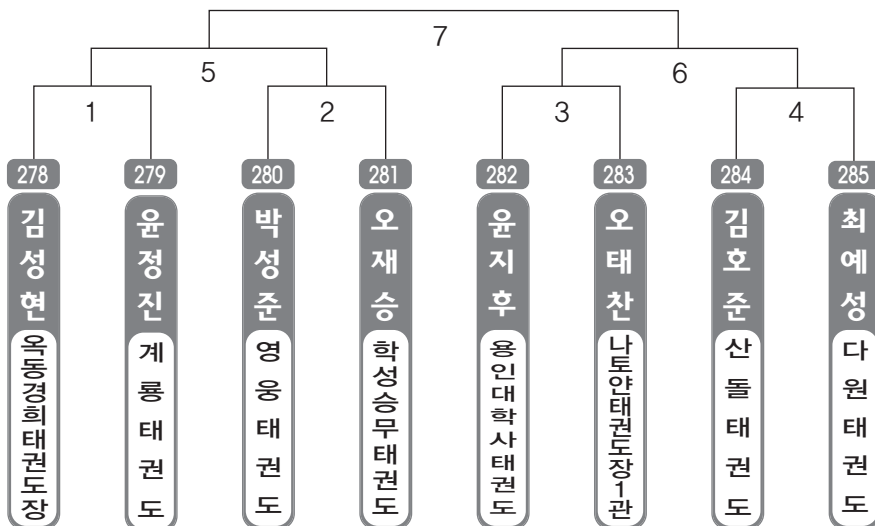 7
5
6
1
2
3
4
278
279
280
281
282
283
284
285
김성현
윤정진
박성준
오재승
윤지후
오태찬
김호준
최예성
옥동경희태권도장
계룡태권도
영웅태권도
학성승무태권도
용인대학사태권도
나토얀태권도장1관
산돌태권도
다원태권도